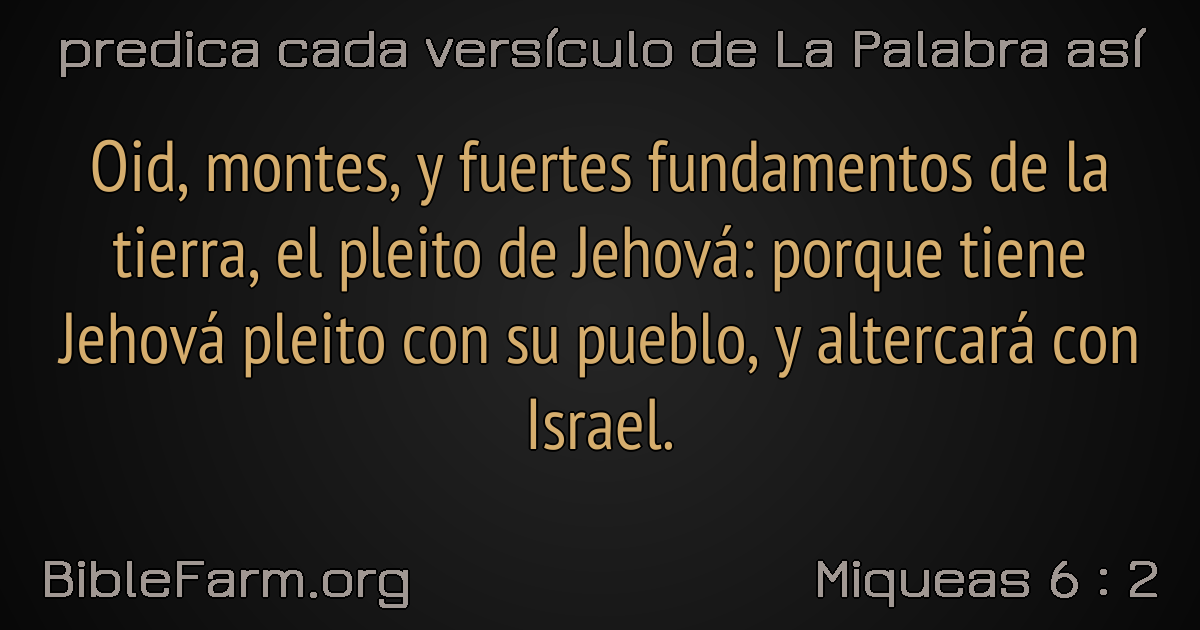 predica cada versículo de La Palabra así
Oid, montes, y fuertes fundamentos de la
tierra, el pleito de Jehová: porque tiene
Jehová pleito con su pueblo, y altercará con
Israel.
BibleFarm.org
Miqueas 6 : 2